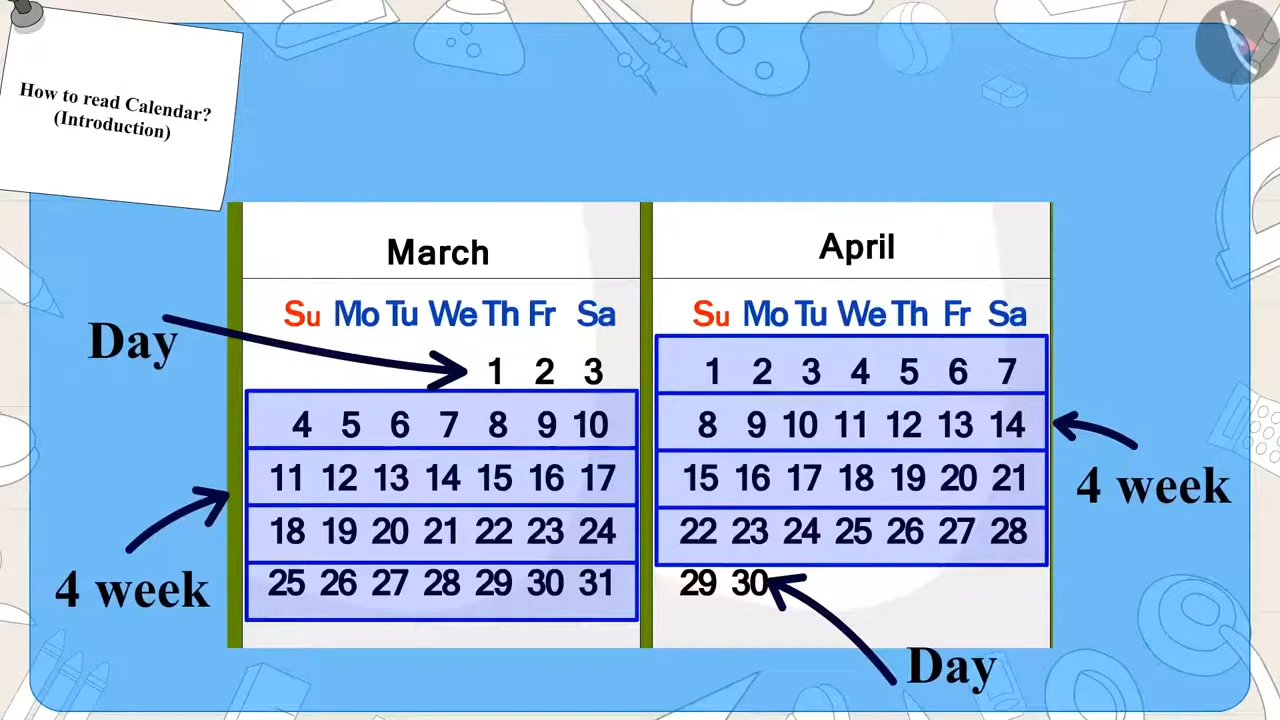 How to read Calendar?
(Introduction)
March
Su Mo Tu We Th Fr Sa
1 2 3
4 5 6 7 8 9 10
11 12 13 14 15 16 17
18 19 20 21 22 23 24
25 26 27 28 29 30 31
April
Su Mo Tu We Th Fr Sa
1 2 3 4 5 6 7
8 9 10 11 12 13 14
15 16 17 18 19 20 21
22 23 24 25 26 27 28
29 30
Day
4 week
4 week
Day